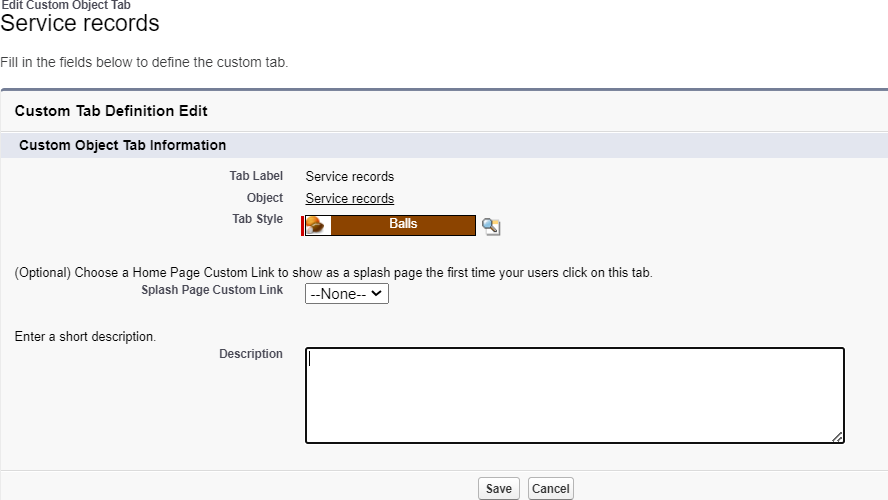 Edit Custom Object Tab
Service records
Fill in the fields below to define the custom tab.
Custom Tab Definition Edit
Custom Object Tab Information
Tab Label Service records
Object Service records
Tab Style Balls
(Optional) Choose a Home Page Custom Link to show as a splash page the first time your users click on this tab.
Splash Page Custom Link --None--
Enter a short description.
Description
Save Cancel